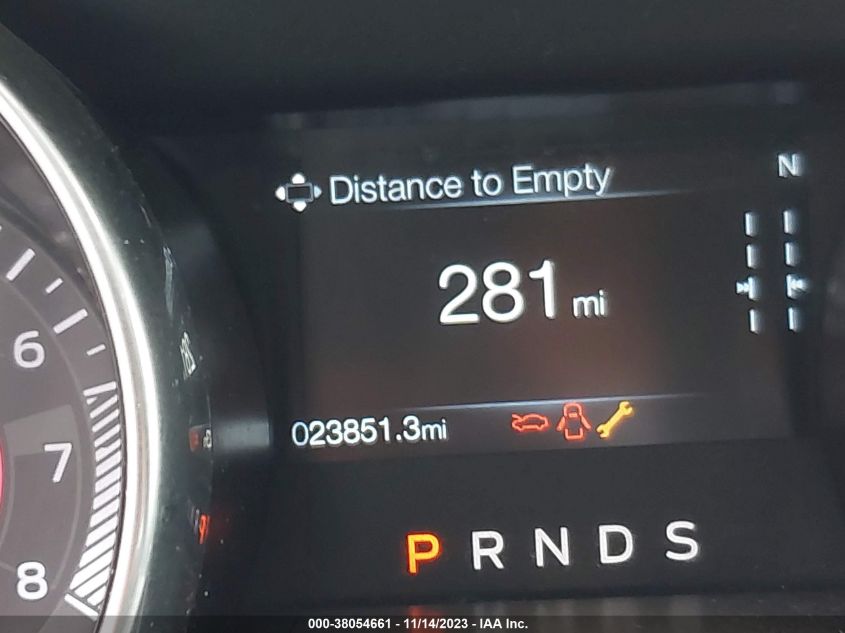 Distance to Empty
N
281 mi
023851.3mi
6
7
8
P R N D S
000-38054661 - 11/14/2023 - IAA Inc.